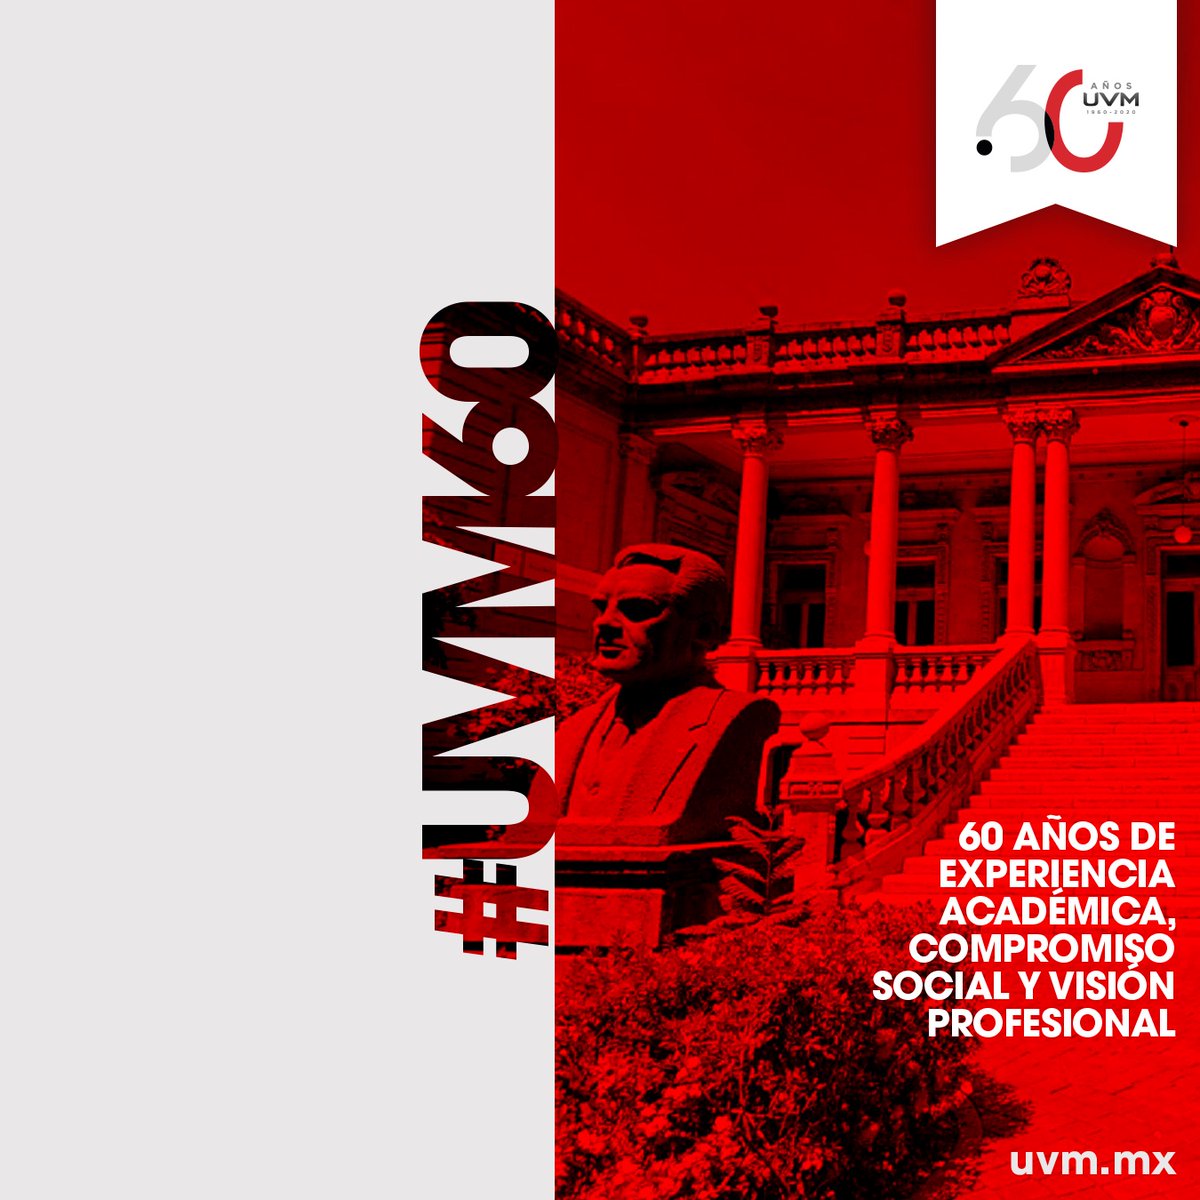 60
AÑOS
UVM
1960-2020
#UVM60
60 AÑOS DE
EXPERIENCIA
ACADÉMICA,
COMPROMISO
SOCIAL Y VISIÓN
PROFESIONAL
uvm.mx